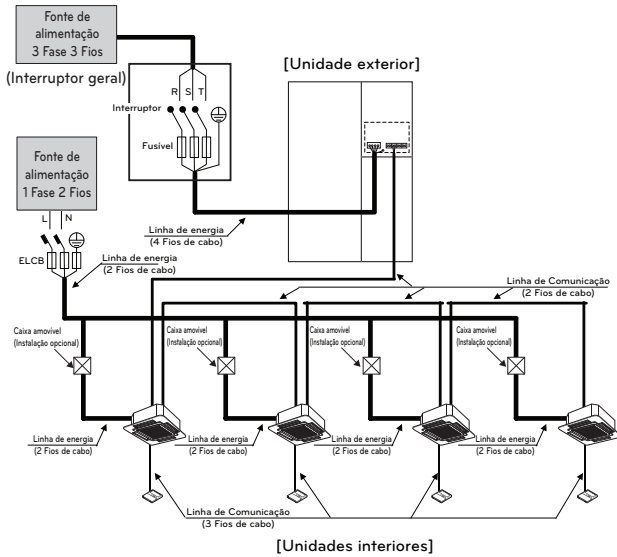 Fonte de
alimentação
3 Fase 3 Fios
(Interruptor geral)
[Unidade exterior]
R S T
Interruptor
Fusível
Fonte de
alimentação
1 Fase 2 Fios
L N
ELCB
Linha de energia
(4 Fios de cabo)
Linha de energia
(2 Fios de cabo)
Linha de Comunicação
(2 Fios de cabo)
Caixa amovível
(Instalação opcional)
Caixa amovível
(Instalação opcional)
Caixa amovível
(Instalação opcional)
Caixa amovível
(Instalação opcional)
Linha de energia
(2 Fios de cabo)
Linha de energia
(2 Fios de cabo)
Linha de energia
(2 Fios de cabo)
Linha de energia
(2 Fios de cabo)
Linha de Comunicação
(3 Fios de cabo)
[Unidades interiores]